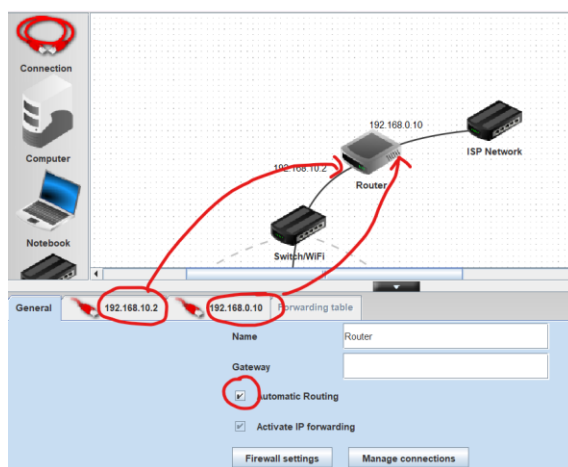 Connection
192.168.0.10
ISP Network
Computer
192.168.10.2
Router
Notebook
Switch/WiFi
General
192.168.10.2
192.168.0.10
Forwarding table
Name
Router
Gateway
Automatic Routing
Activate IP forwarding
Firewall settings
Manage connections